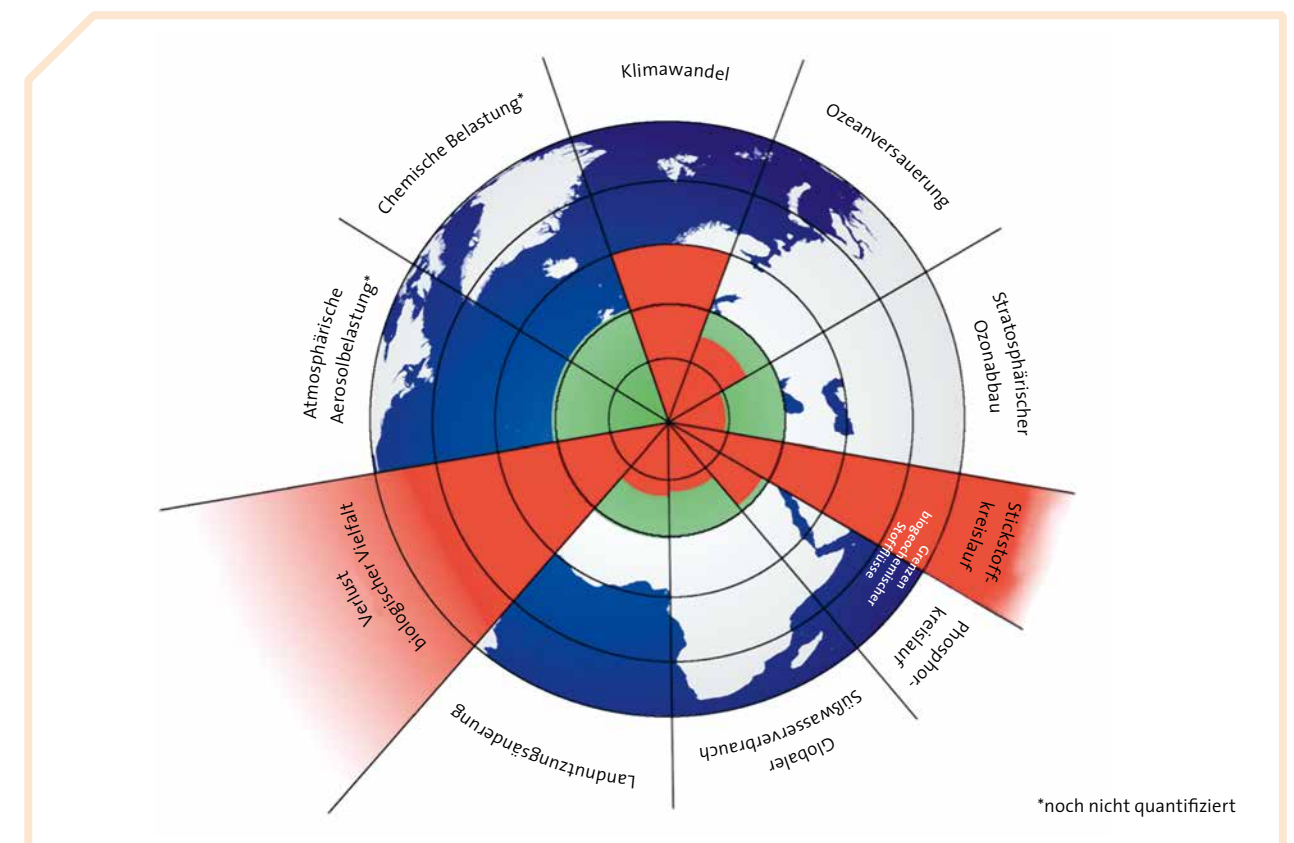 Klimawandel
Ozeanversauerung
Stratosphärischer
Ozonabbau
Stickstoff-
kreislauf
Grenzen
biogeochemischer
Stoffflüsse
Phosphor-
kreislauf
Globaler
Süßwasserverbrauch
Landnutzungsänderung
Verlust
biologischer Vielfalt
Atmosphärische
Aerosolbelastung*
Chemische Belastung*
*noch nicht quantifiziert